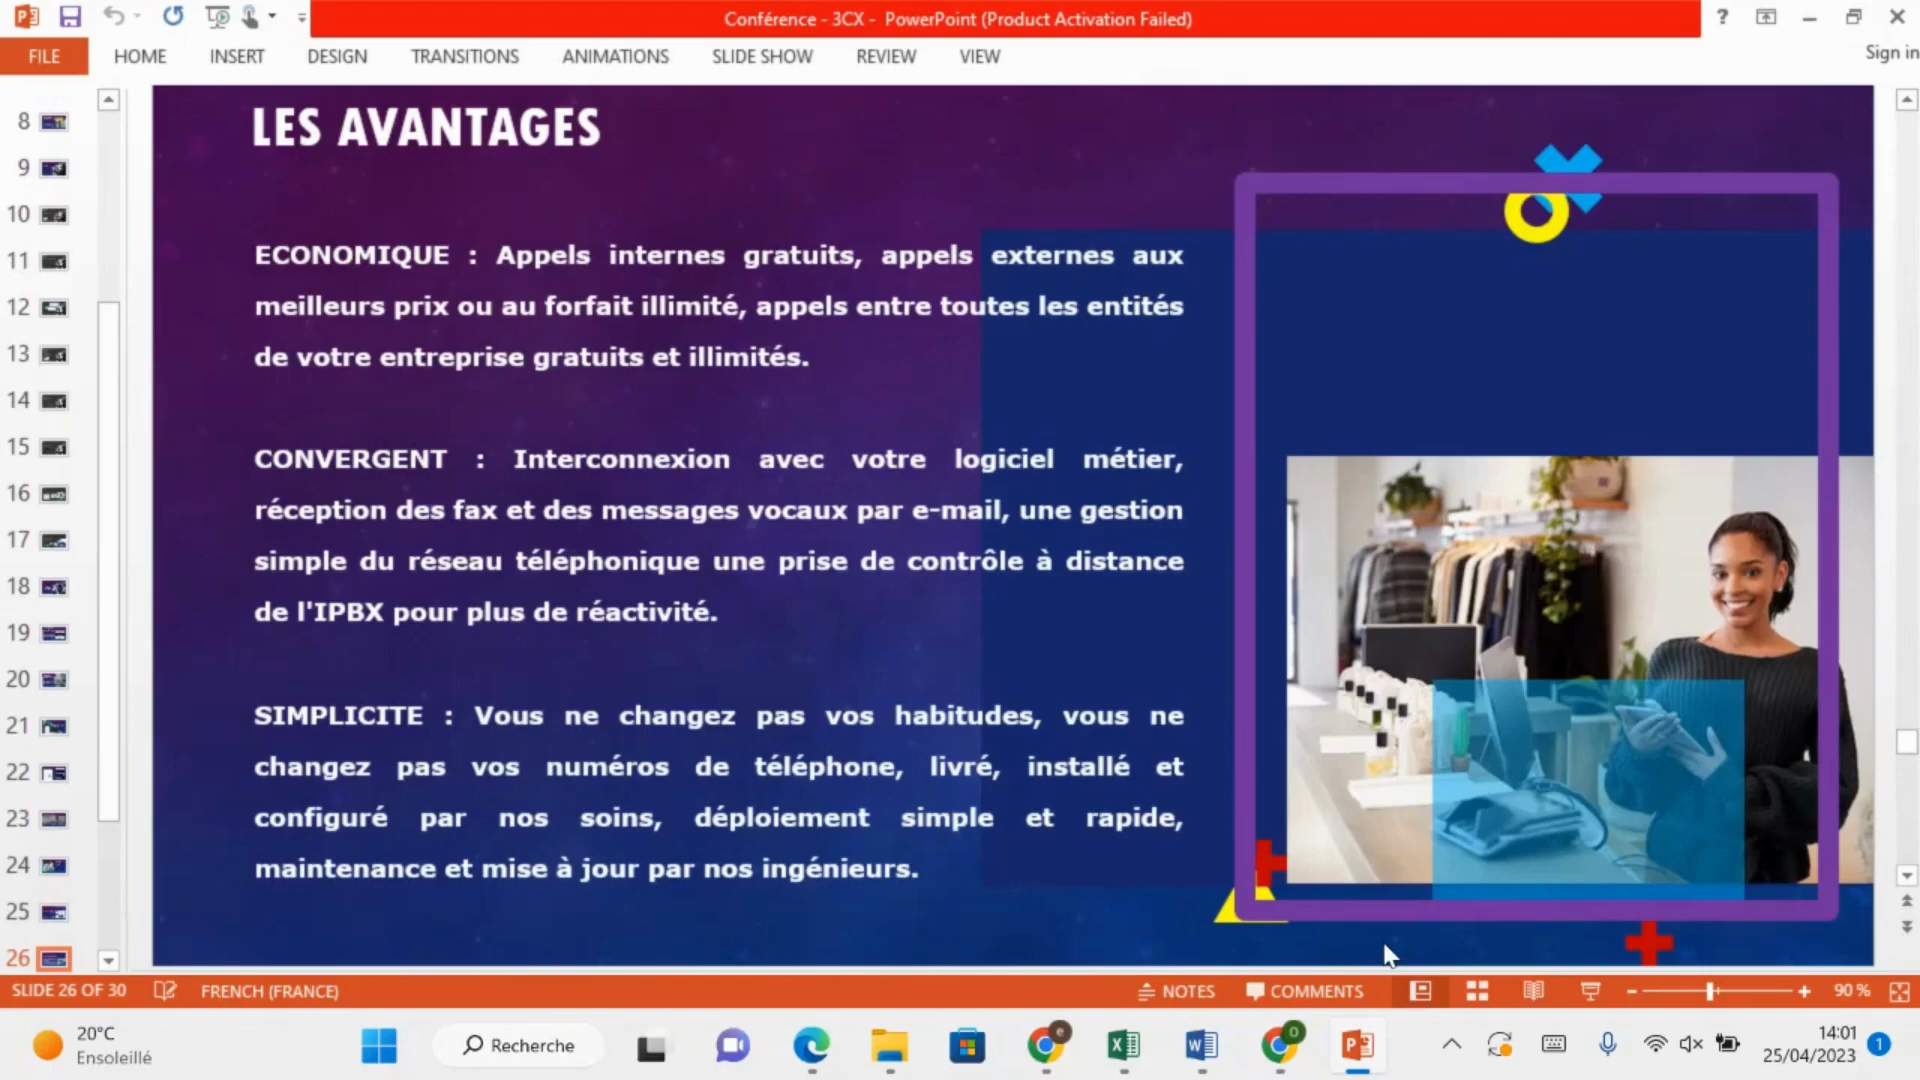 Conférence - 3CX - PowerPoint (Product Activation Failed)
?
FILE HOME INSERT DESIGN TRANSITIONS ANIMATIONS SLIDE SHOW REVIEW VIEW
Sign in
8
9
10
11
12
13
14
15
16
17
18
19
20
21
22
23
24
25
26
LES AVANTAGES
ECONOMIQUE : Appels internes gratuits, appels externes aux
meilleurs prix ou au forfait illimité, appels entre toutes les entités
de votre entreprise gratuits et illimités.
CONVERGENT : Interconnexion avec votre logiciel métier,
réception des fax et des messages vocaux par e-mail, une gestion
simple du réseau téléphonique une prise de contrôle à distance
de l'IPBX pour plus de réactivité.
SIMPLICITE : Vous ne changez pas vos habitudes, vous ne
changez pas vos numéros de téléphone, livré, installé et
configuré par nos soins, déploiement simple et rapide,
maintenance et mise à jour par nos ingénieurs.
SLIDE 26 OF 30 FRENCH (FRANCE) NOTES COMMENTS 90 %
20°C
Ensoleillé
Recherche
14:01
25/04/2023
1